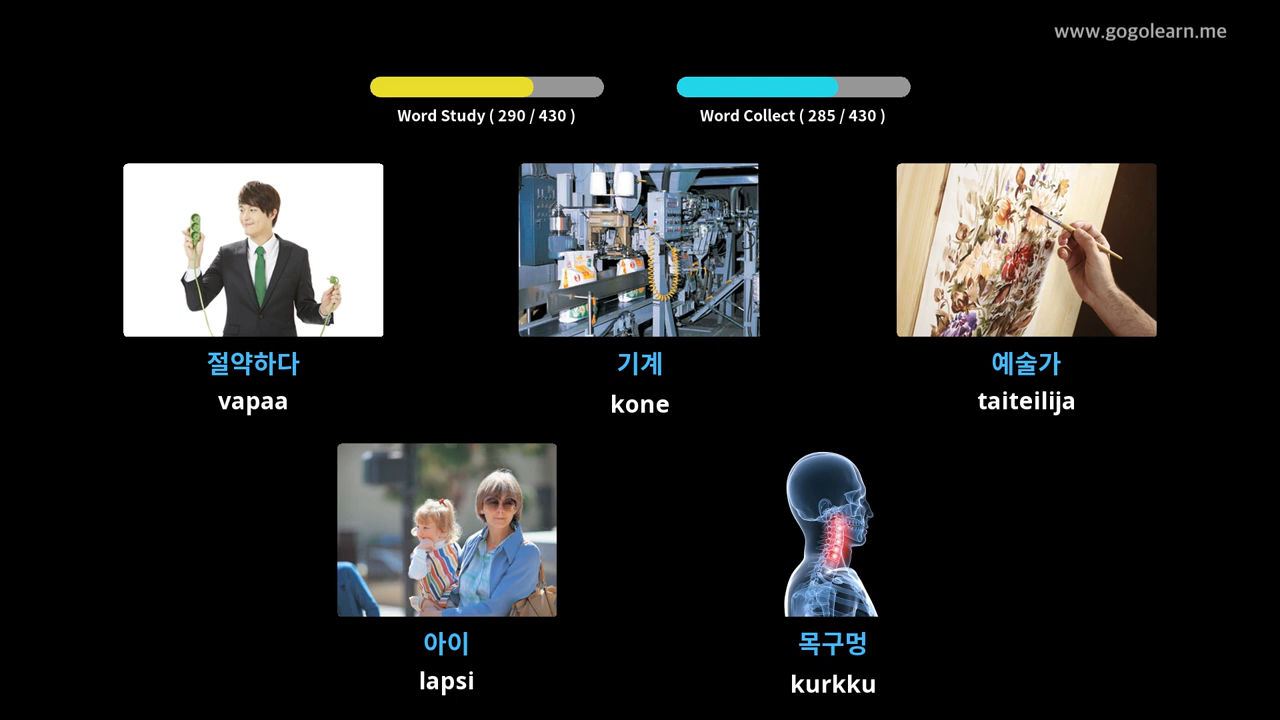 www.gogolearn.me
Word Study ( 290 / 430 )
Word Collect ( 285 / 430 )
절약하다
vapaa
기계
kone
예술가
taiteilija
아이
lapsi
목구멍
kurkku